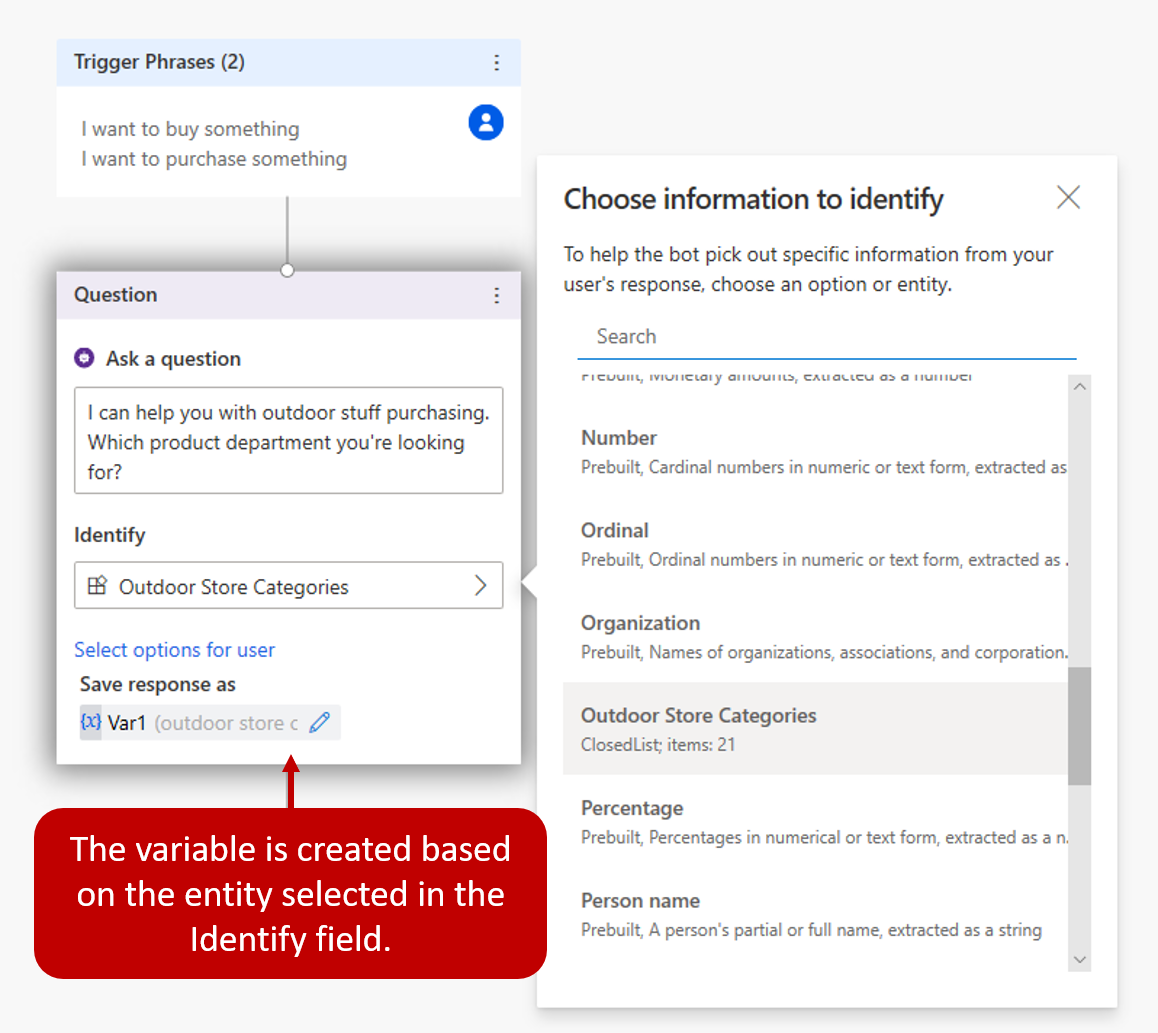 Trigger Phrases (2)
I want to buy something
I want to purchase something
Question
Ask a question
I can help you with outdoor stuff purchasing.
Which product department you're looking
for?
Identify
Outdoor Store Categories
Select options for user
Save response as
{x} Var1 (outdoor store c
The variable is created based
on the entity selected in the
Identify field.
Choose information to identify
To help the bot pick out specific information from your
user's response, choose an option or entity.
Search
Prebuilt, Monetary amounts, extracted as a number
Number
Prebuilt, Cardinal numbers in numeric or text form, extracted as
Ordinal
Prebuilt, Ordinal numbers in numeric or text form, extracted as .
Organization
Prebuilt, Names of organizations, associations, and corporation.
Outdoor Store Categories
ClosedList; items: 21
Percentage
Prebuilt, Percentages in numerical or text form, extracted as a n.
Person name
Prebuilt, A person's partial or full name, extracted as a string